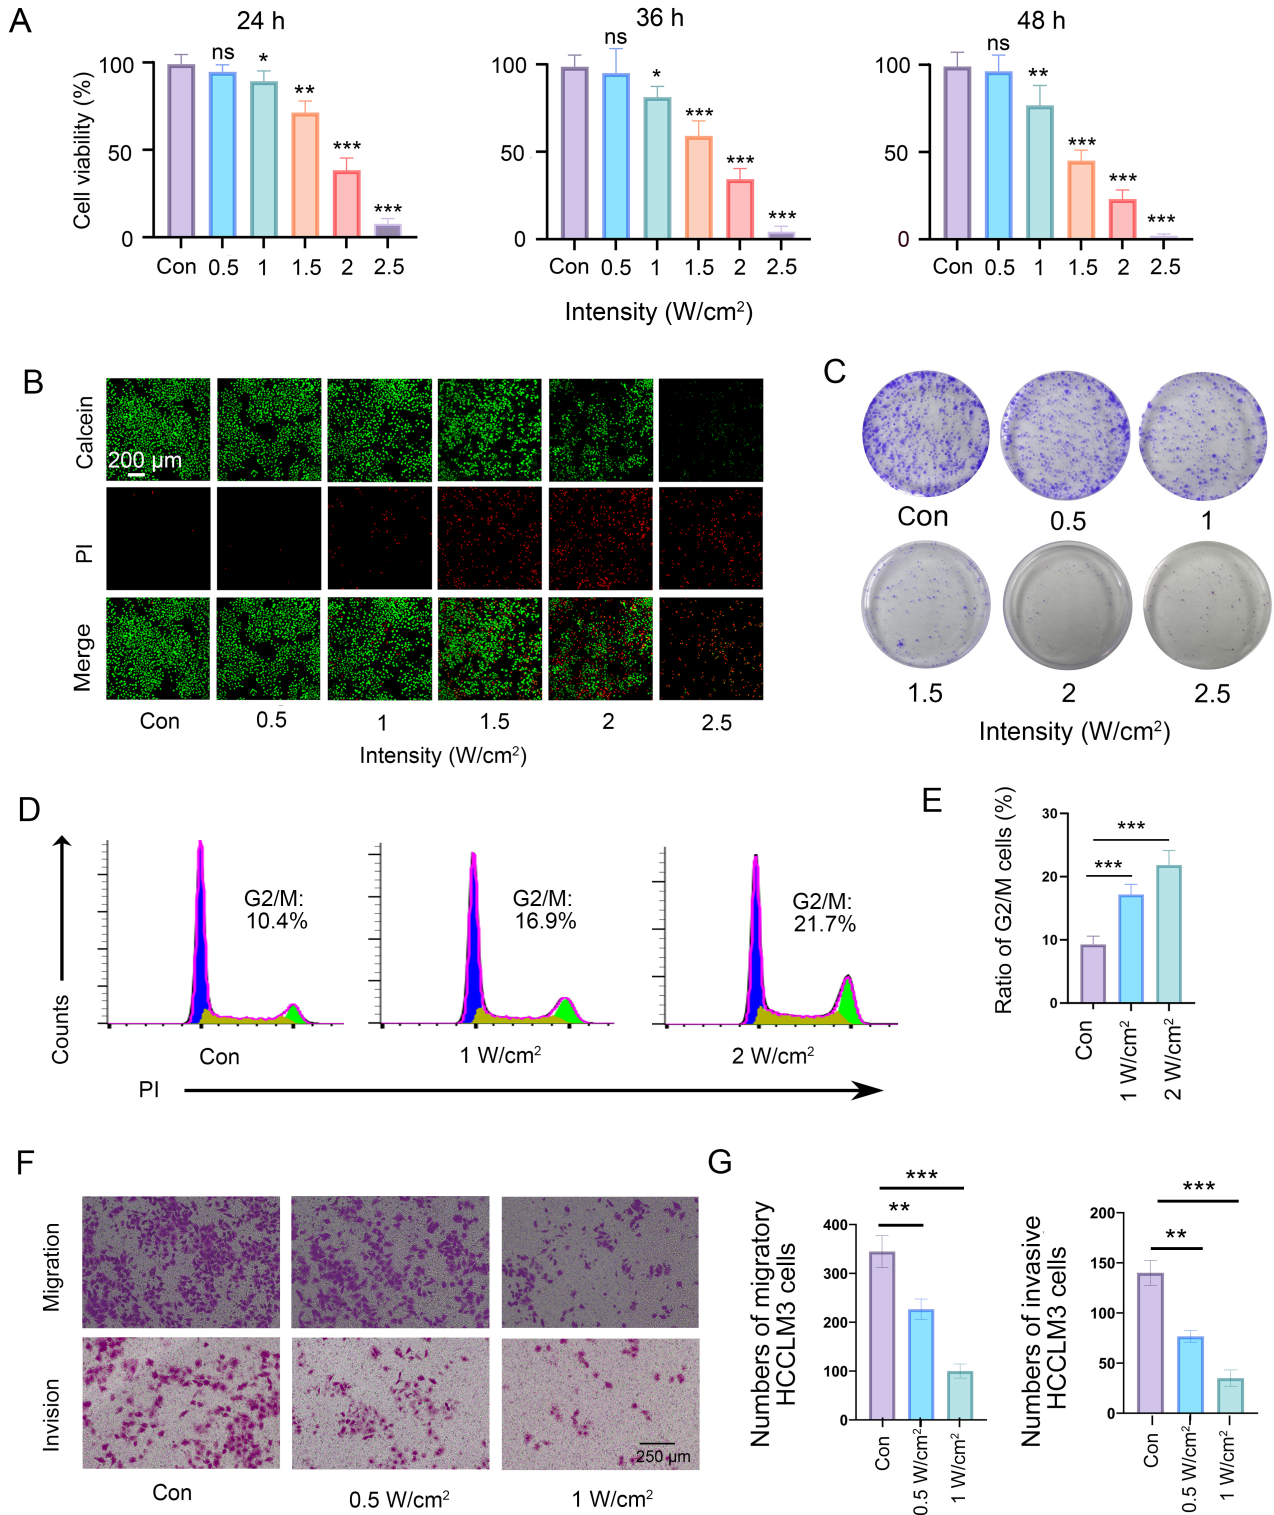 A
24 h
36 h
48 h
Cell viability (%)
100
50
0
ns
*
**
***
***
Con 0.5 1 1.5 2 2.5
100
50
0
ns
*
***
***
***
Con 0.5 1 1.5 2 2.5
100
50
0
ns
**
***
***
***
Con 0.5 1 1.5 2 2.5
Intensity (W/cm²)
B
Calcein
200 µm
PI
Merge
Con 0.5 1 1.5 2 2.5
Intensity (W/cm²)
C
Con 0.5 1
1.5 2 2.5
Intensity (W/cm²)
D
Counts
G2/M:
10.4%
G2/M:
16.9%
G2/M:
21.7%
Con
1 W/cm²
2 W/cm²
PI
E
Ratio of G2/M cells (%)
30
20
10
0
***
***
Con
1 W/cm²
2 W/cm²
F
Migration
Invision
250 µm
Con
0.5 W/cm²
1 W/cm²
G
Numbers of migratory
HCCLM3 cells
400
300
200
100
0
***
**
Con
0.5 W/cm²
1 W/cm²
Numbers of invasive
HCCLM3 cells
200
150
100
50
0
***
**
Con
0.5 W/cm²
1 W/cm²